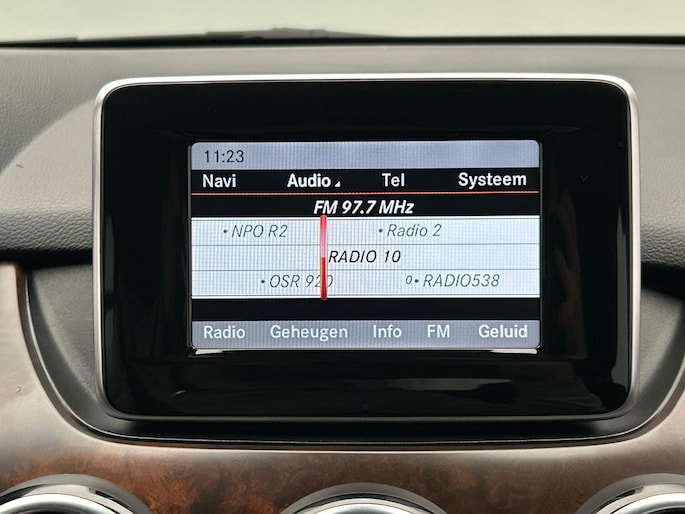 11:23
Navi Audio Tel Systeem
FM 97.7 MHz
•NPO R2 •Radio 2
RADIO 10
•OSR 920 0•RADIO538
Radio Geheugen Info FM Geluid